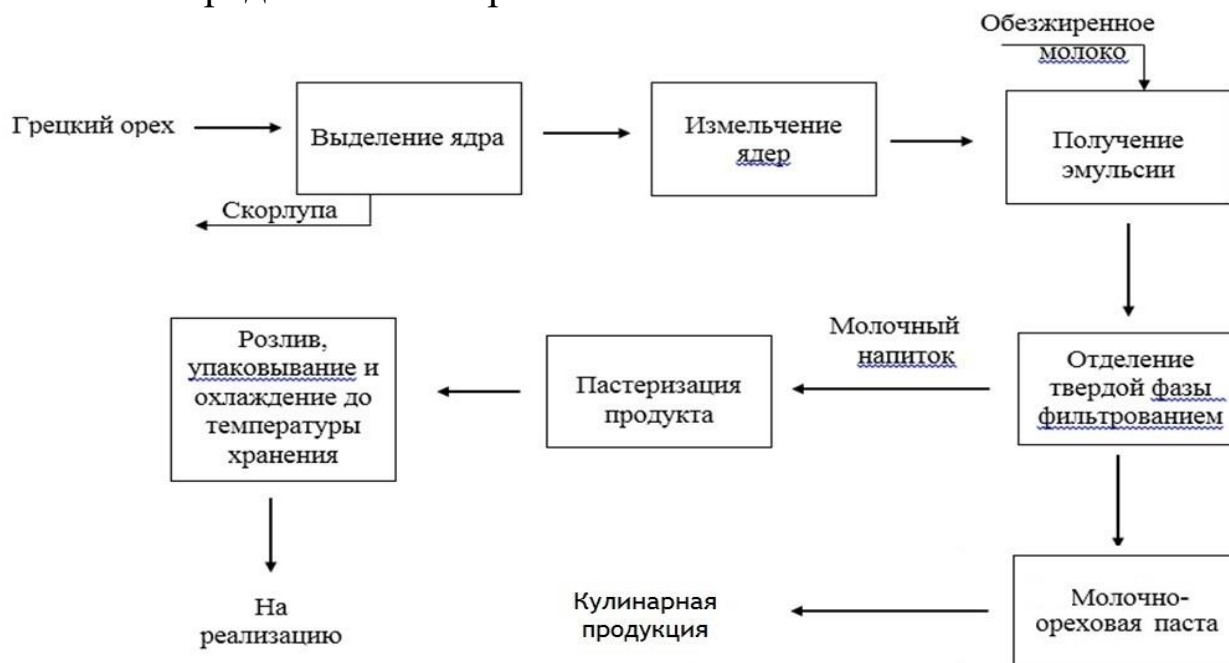 Обезжиренное
молоко
Грецкий орех
Выделение ядра
Измельчение
ядер
Получение
эмульсии
Скорлупа
Розлив,
упаковывание и
охлаждение до
температуры
хранения
Пастеризация
продукта
Молочный
напиток
Отделение
твердой фазы
фильтрованием
На
реализацию
Кулинарная
продукция
Молочно-
ореховая паста